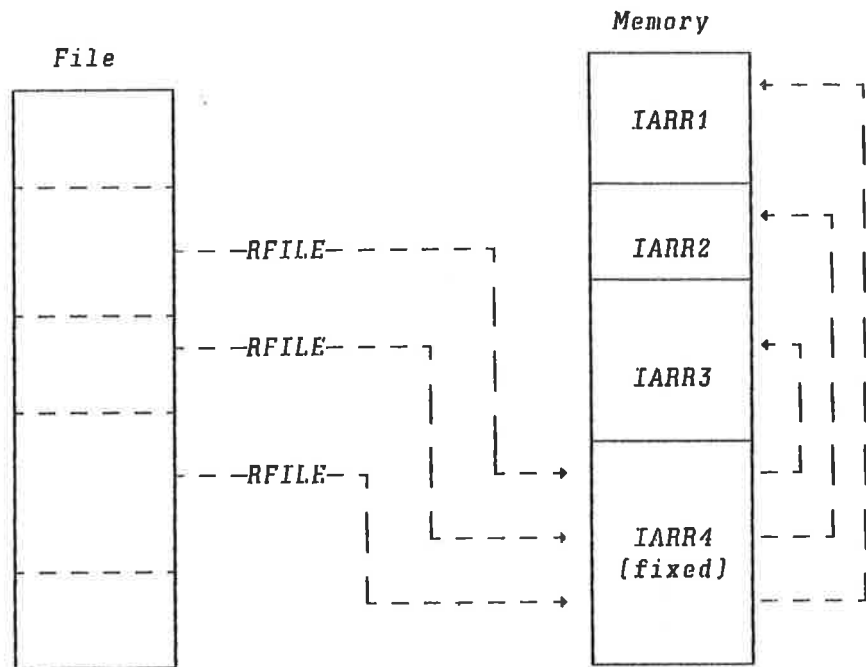 Memory
File
IARR1
RFILE
IARR2
RFILE
IARR3
RFILE
IARR4
(fixed)